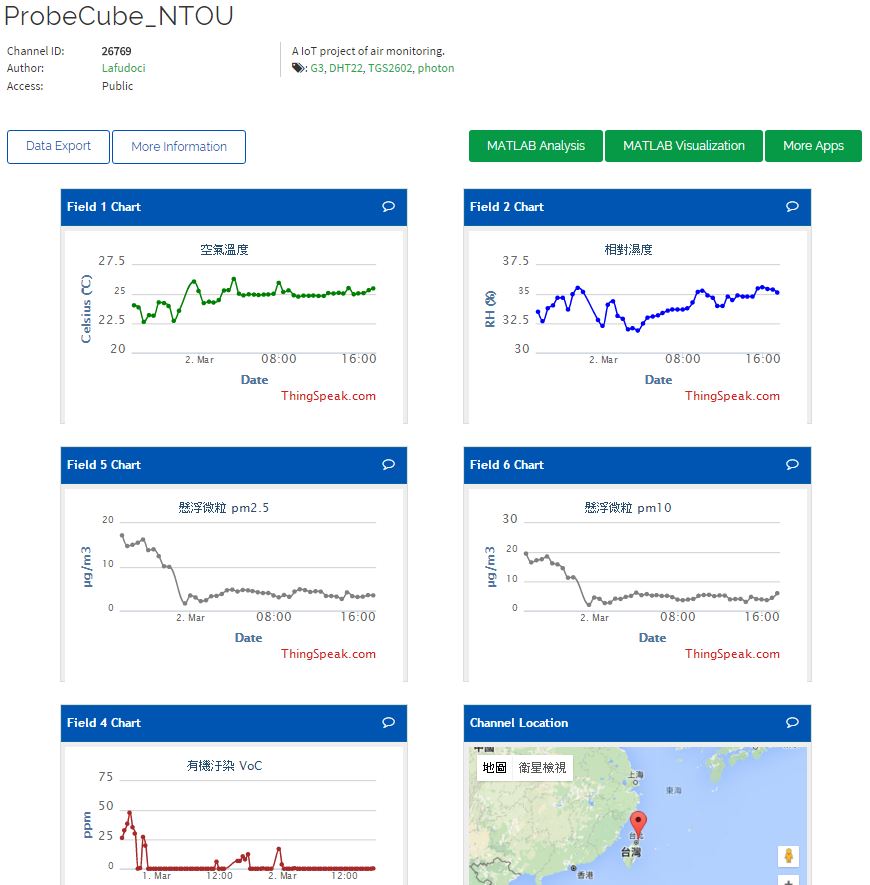 ProbeCube_NTOU
Channel ID: 26769
Author: Lafudoci
Access: Public
A IoT project of air monitoring.
G3, DHT22, TGS2602, photon
Data Export
More Information
MATLAB Analysis
MATLAB Visualization
More Apps
Field 1 Chart
空氣溫度
Celsius (℃)
27.5
25
22.5
20
2. Mar
08:00
16:00
Date
ThingSpeak.com
Field 2 Chart
相對濕度
RH (%)
37.5
35
32.5
30
2. Mar
08:00
16:00
Date
ThingSpeak.com
Field 5 Chart
懸浮微粒 pm2.5
µg/m3
20
10
0
2. Mar
08:00
16:00
Date
ThingSpeak.com
Field 6 Chart
懸浮微粒 pm10
µg/m3
30
20
10
0
2. Mar
08:00
16:00
Date
ThingSpeak.com
Field 4 Chart
有機汙染 VoC
ppm
75
50
25
0
1. Mar
12:00
2. Mar
12:00
Channel Location
中國
地圖
衛星檢視
上海
東海
台北
台灣
香港